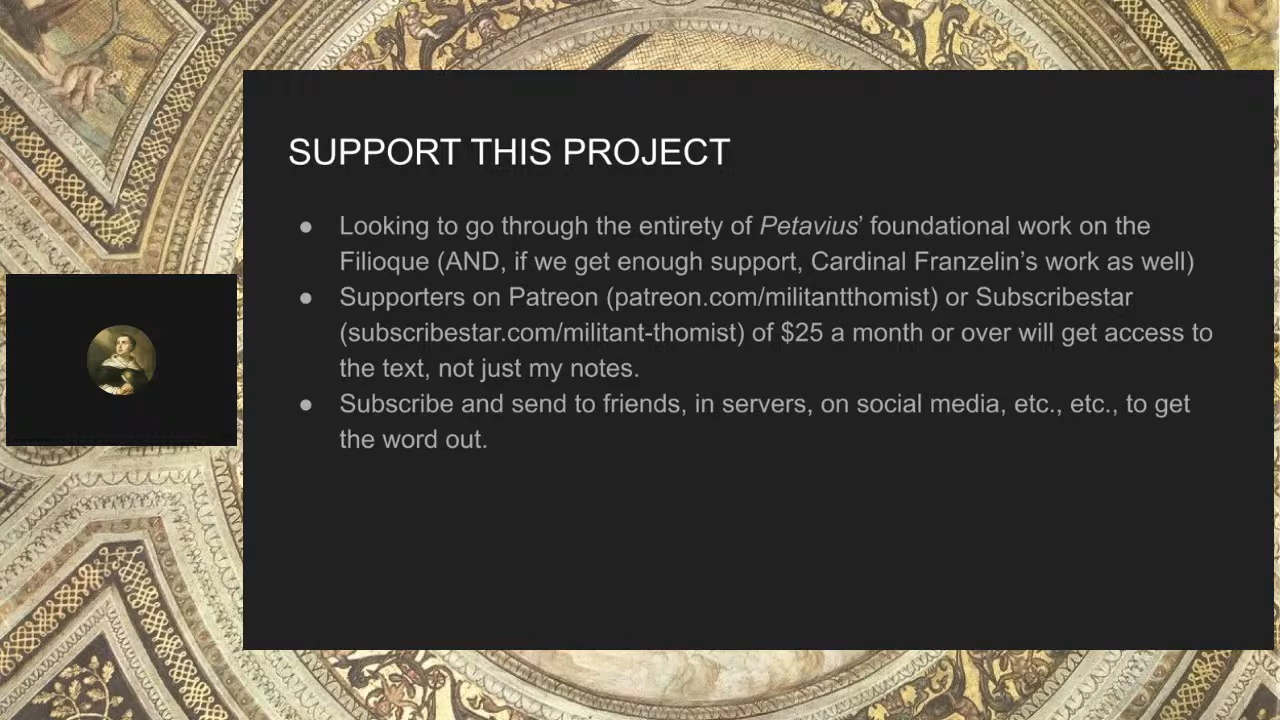 SUPPORT THIS PROJECT
● Looking to go through the entirety of Petavius’ foundational work on the
Filioque (AND, if we get enough support, Cardinal Franzelin’s work as well)
● Supporters on Patreon (patreon.com/militantthomist) or Subscribestar
(subscribestar.com/militant-thomist) of $25 a month or over will get access to
the text, not just my notes.
● Subscribe and send to friends, in servers, on social media, etc., etc., to get
the word out.